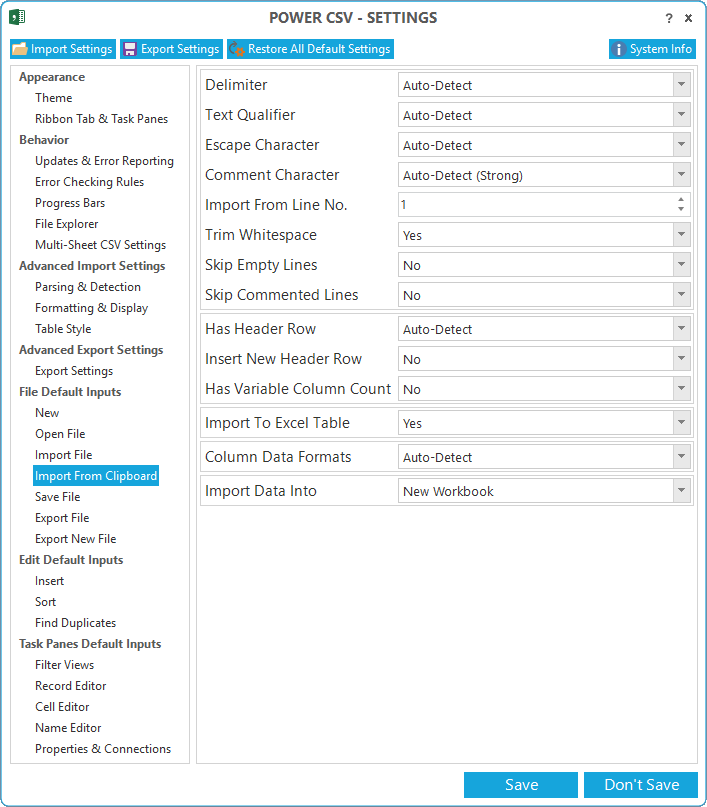 POWER CSV - SETTINGS
? x
Import Settings Export Settings Restore All Default Settings System Info
Appearance
Theme
Ribbon Tab & Task Panes
Behavior
Updates & Error Reporting
Error Checking Rules
Progress Bars
File Explorer
Multi-Sheet CSV Settings
Advanced Import Settings
Parsing & Detection
Formatting & Display
Table Style
Advanced Export Settings
Export Settings
File Default Inputs
New
Open File
Import File
Import From Clipboard
Save File
Export File
Export New File
Edit Default Inputs
Insert
Sort
Find Duplicates
Task Panes Default Inputs
Filter Views
Record Editor
Cell Editor
Name Editor
Properties & Connections
Delimiter Auto-Detect
Text Qualifier Auto-Detect
Escape Character Auto-Detect
Comment Character Auto-Detect (Strong)
Import From Line No. 1
Trim Whitespace Yes
Skip Empty Lines No
Skip Commented Lines No
Has Header Row Auto-Detect
Insert New Header Row No
Has Variable Column Count No
Import To Excel Table Yes
Column Data Formats Auto-Detect
Import Data Into New Workbook
Save Don't Save